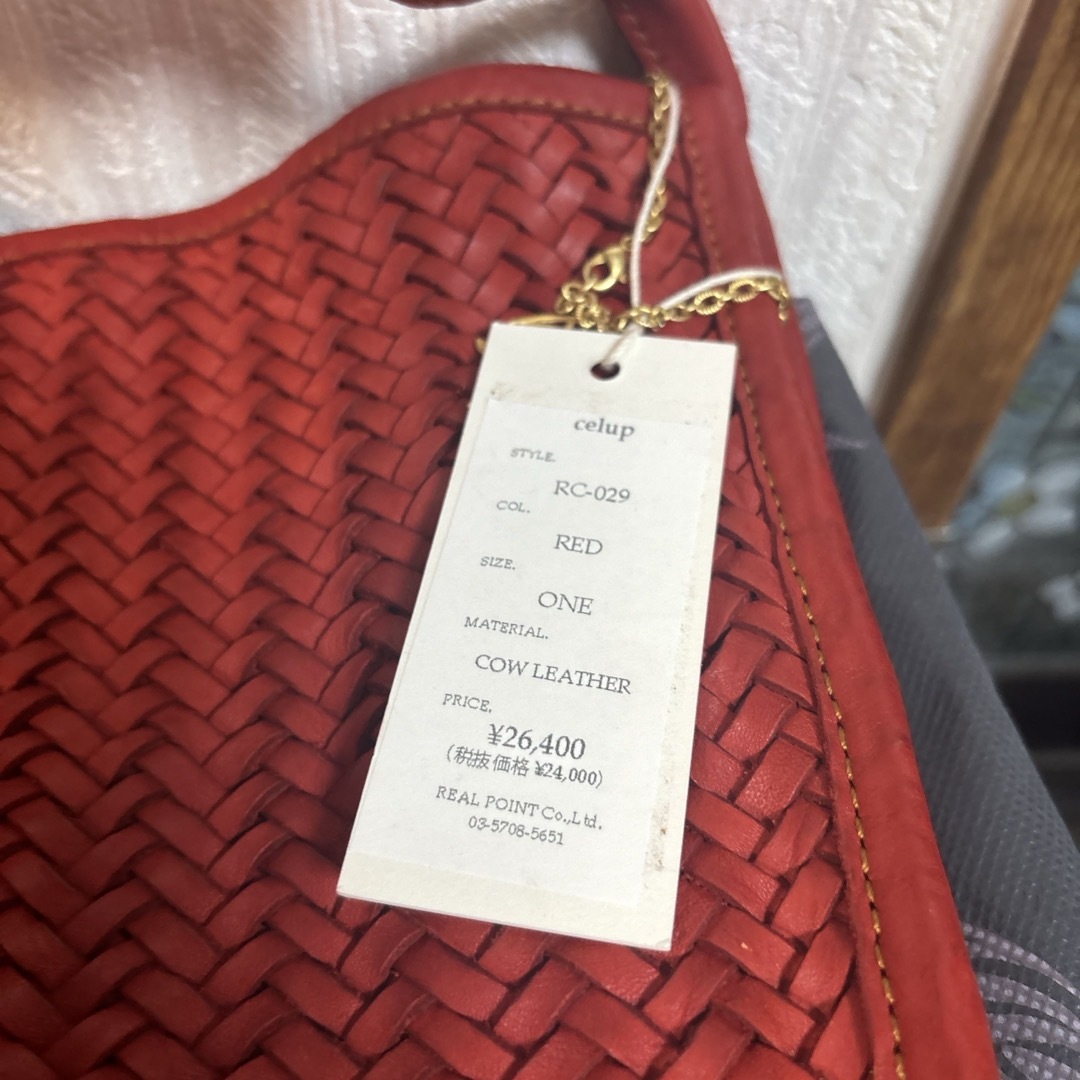 celup
STYLE.
RC-029
COL.
RED
SIZE.
ONE
MATERIAL.
COW LEATHER
PRICE.
¥26,400
(税抜価格 ¥24,000)
REAL POINT Co.,Ltd.
03-5708-5651